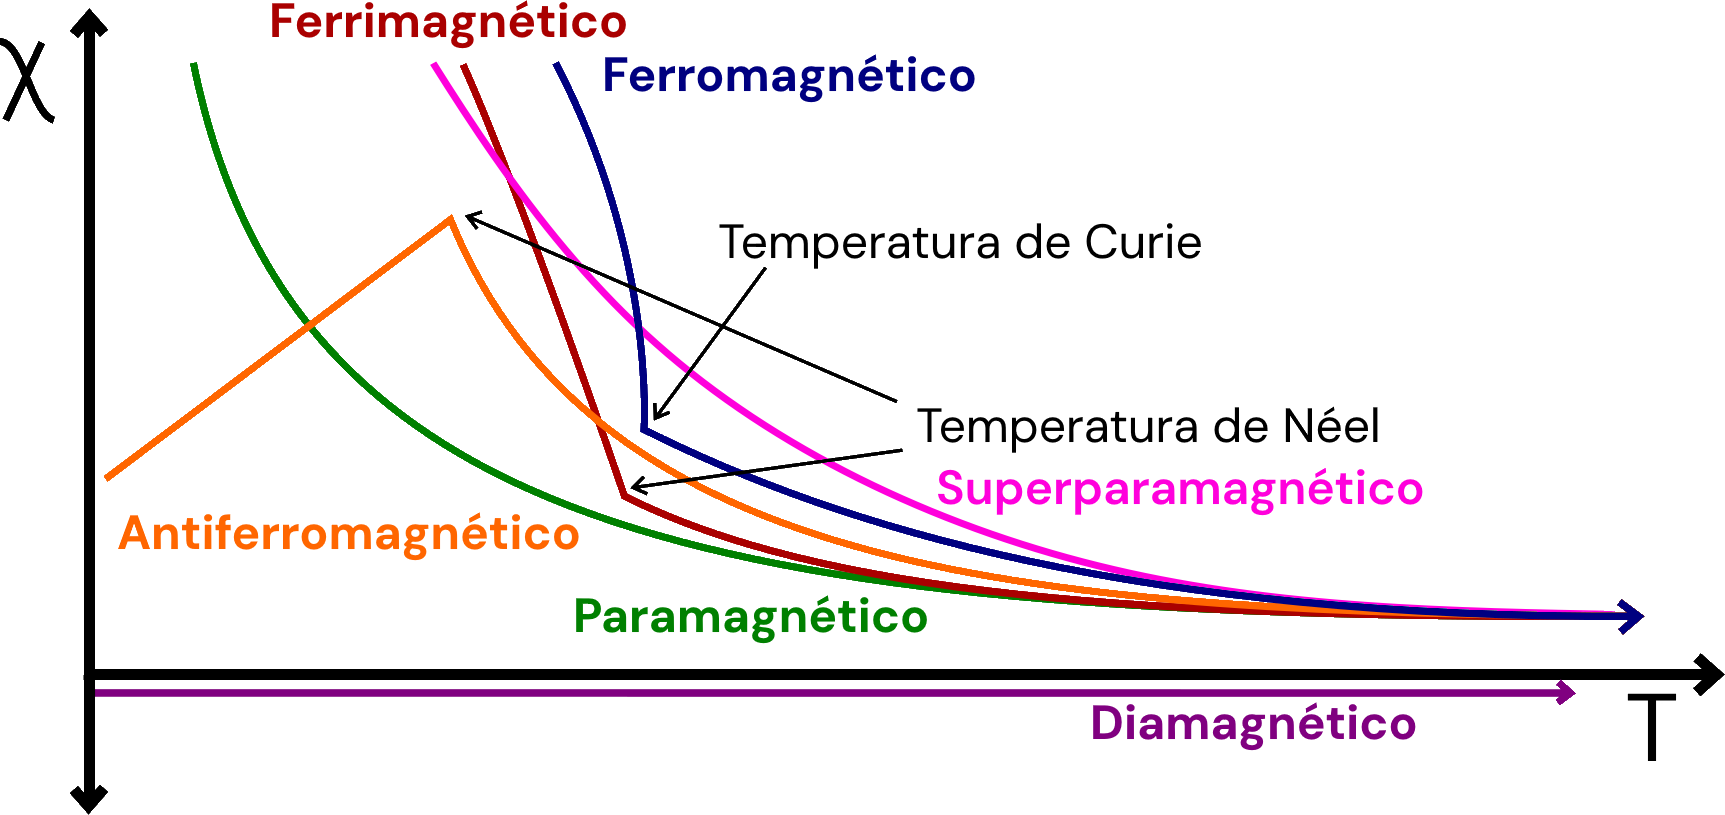 Ferrimagnético
χ
Ferromagnético
Temperatura de Curie
Temperatura de Néel
Superparamagnético
Antiferromagnético
Paramagnético
Diamagnético
T